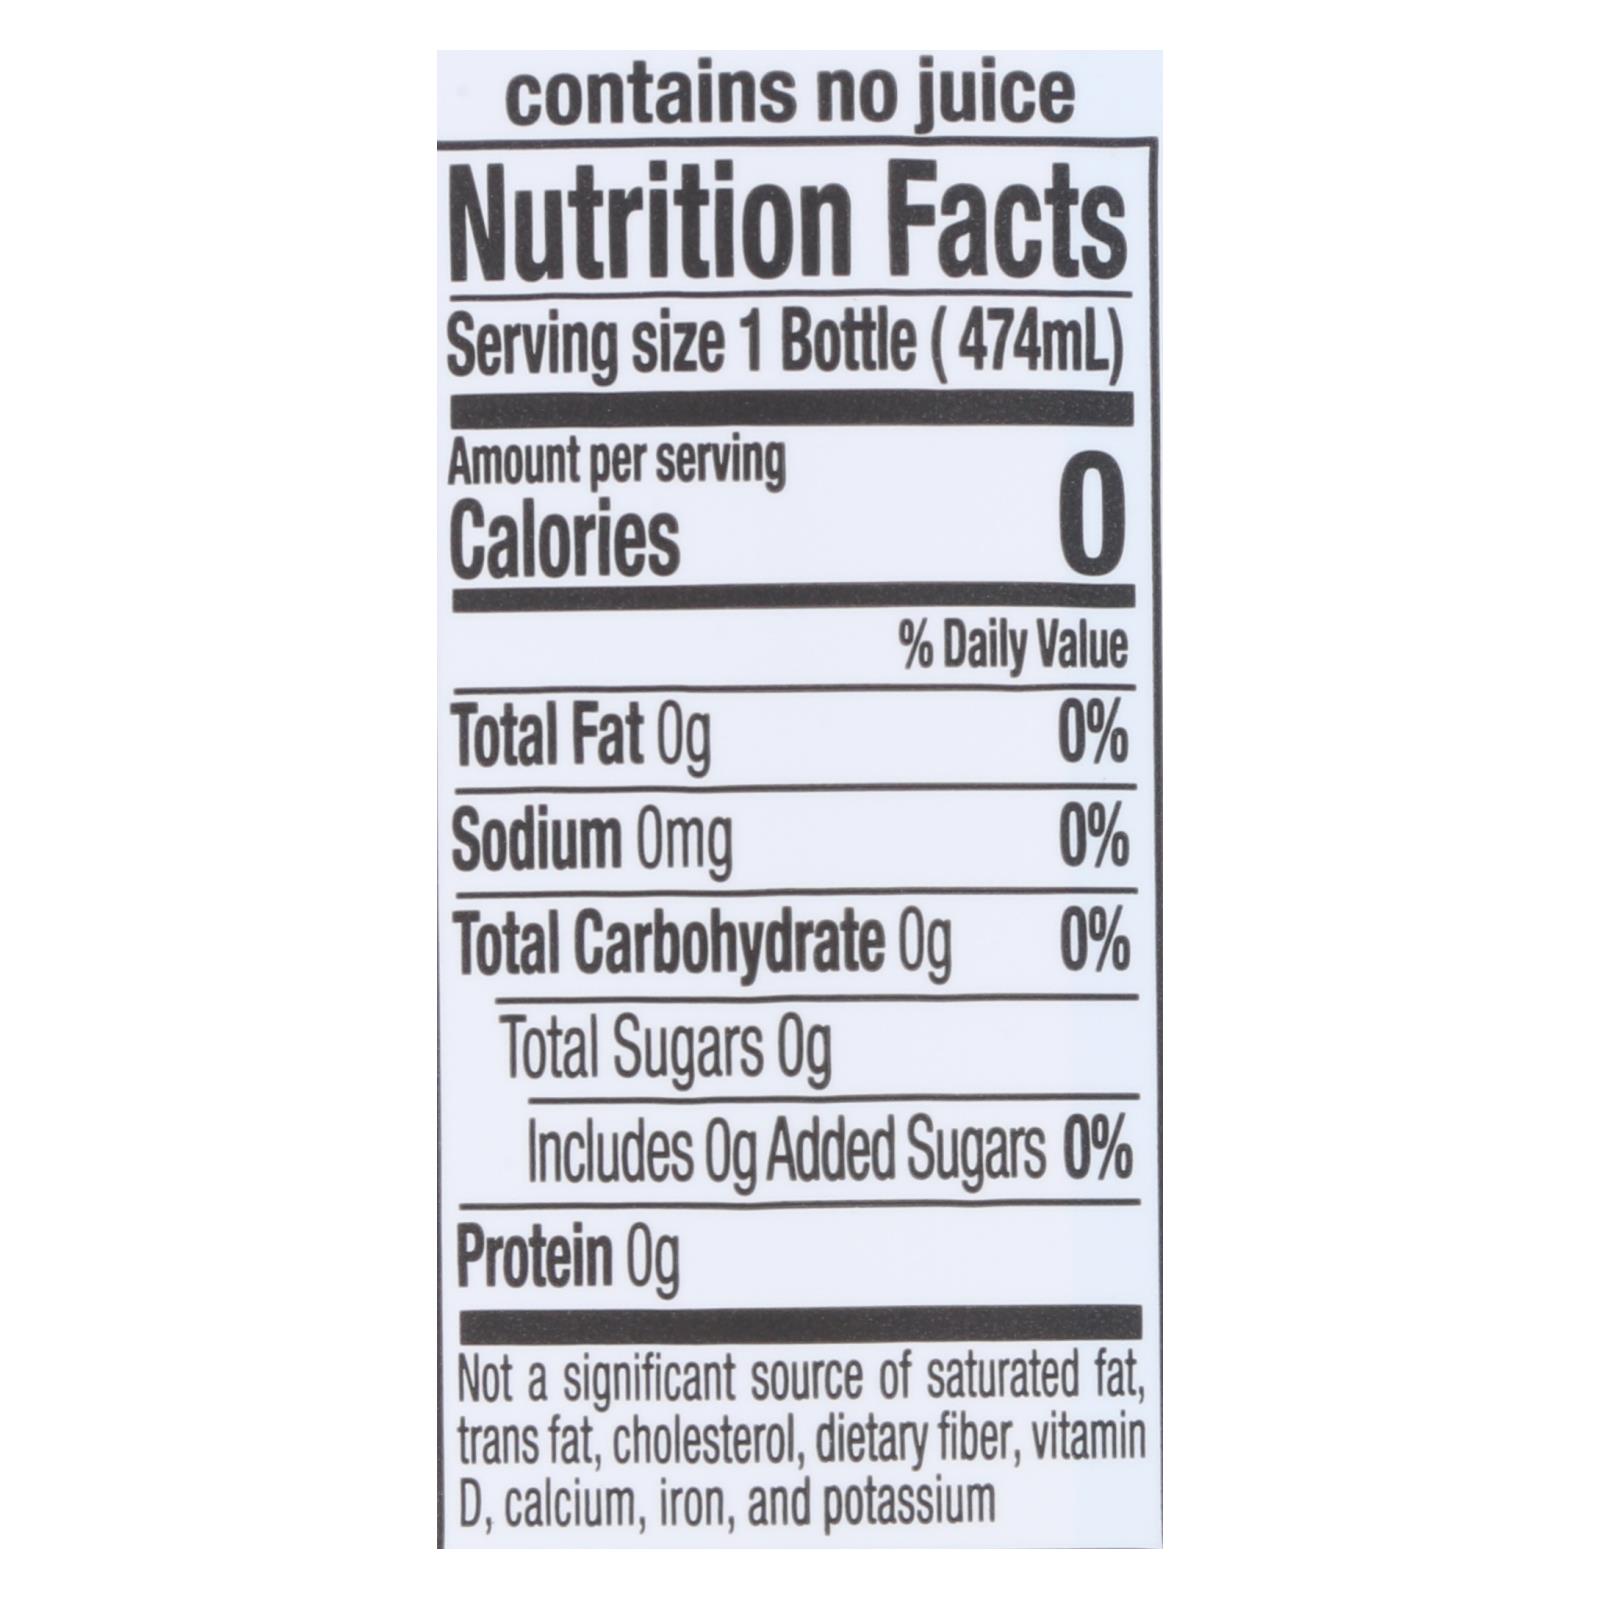 contains no juice
Nutrition Facts
Serving size 1 Bottle ( 474mL)
Amount per serving
Calories 0
% Daily Value
Total Fat 0g 0%
Sodium 0mg 0%
Total Carbohydrate 0g 0%
Total Sugars 0g
Includes 0g Added Sugars 0%
Protein 0g
Not a significant source of saturated fat,
trans fat, cholesterol, dietary fiber, vitamin
D, calcium, iron, and potassium